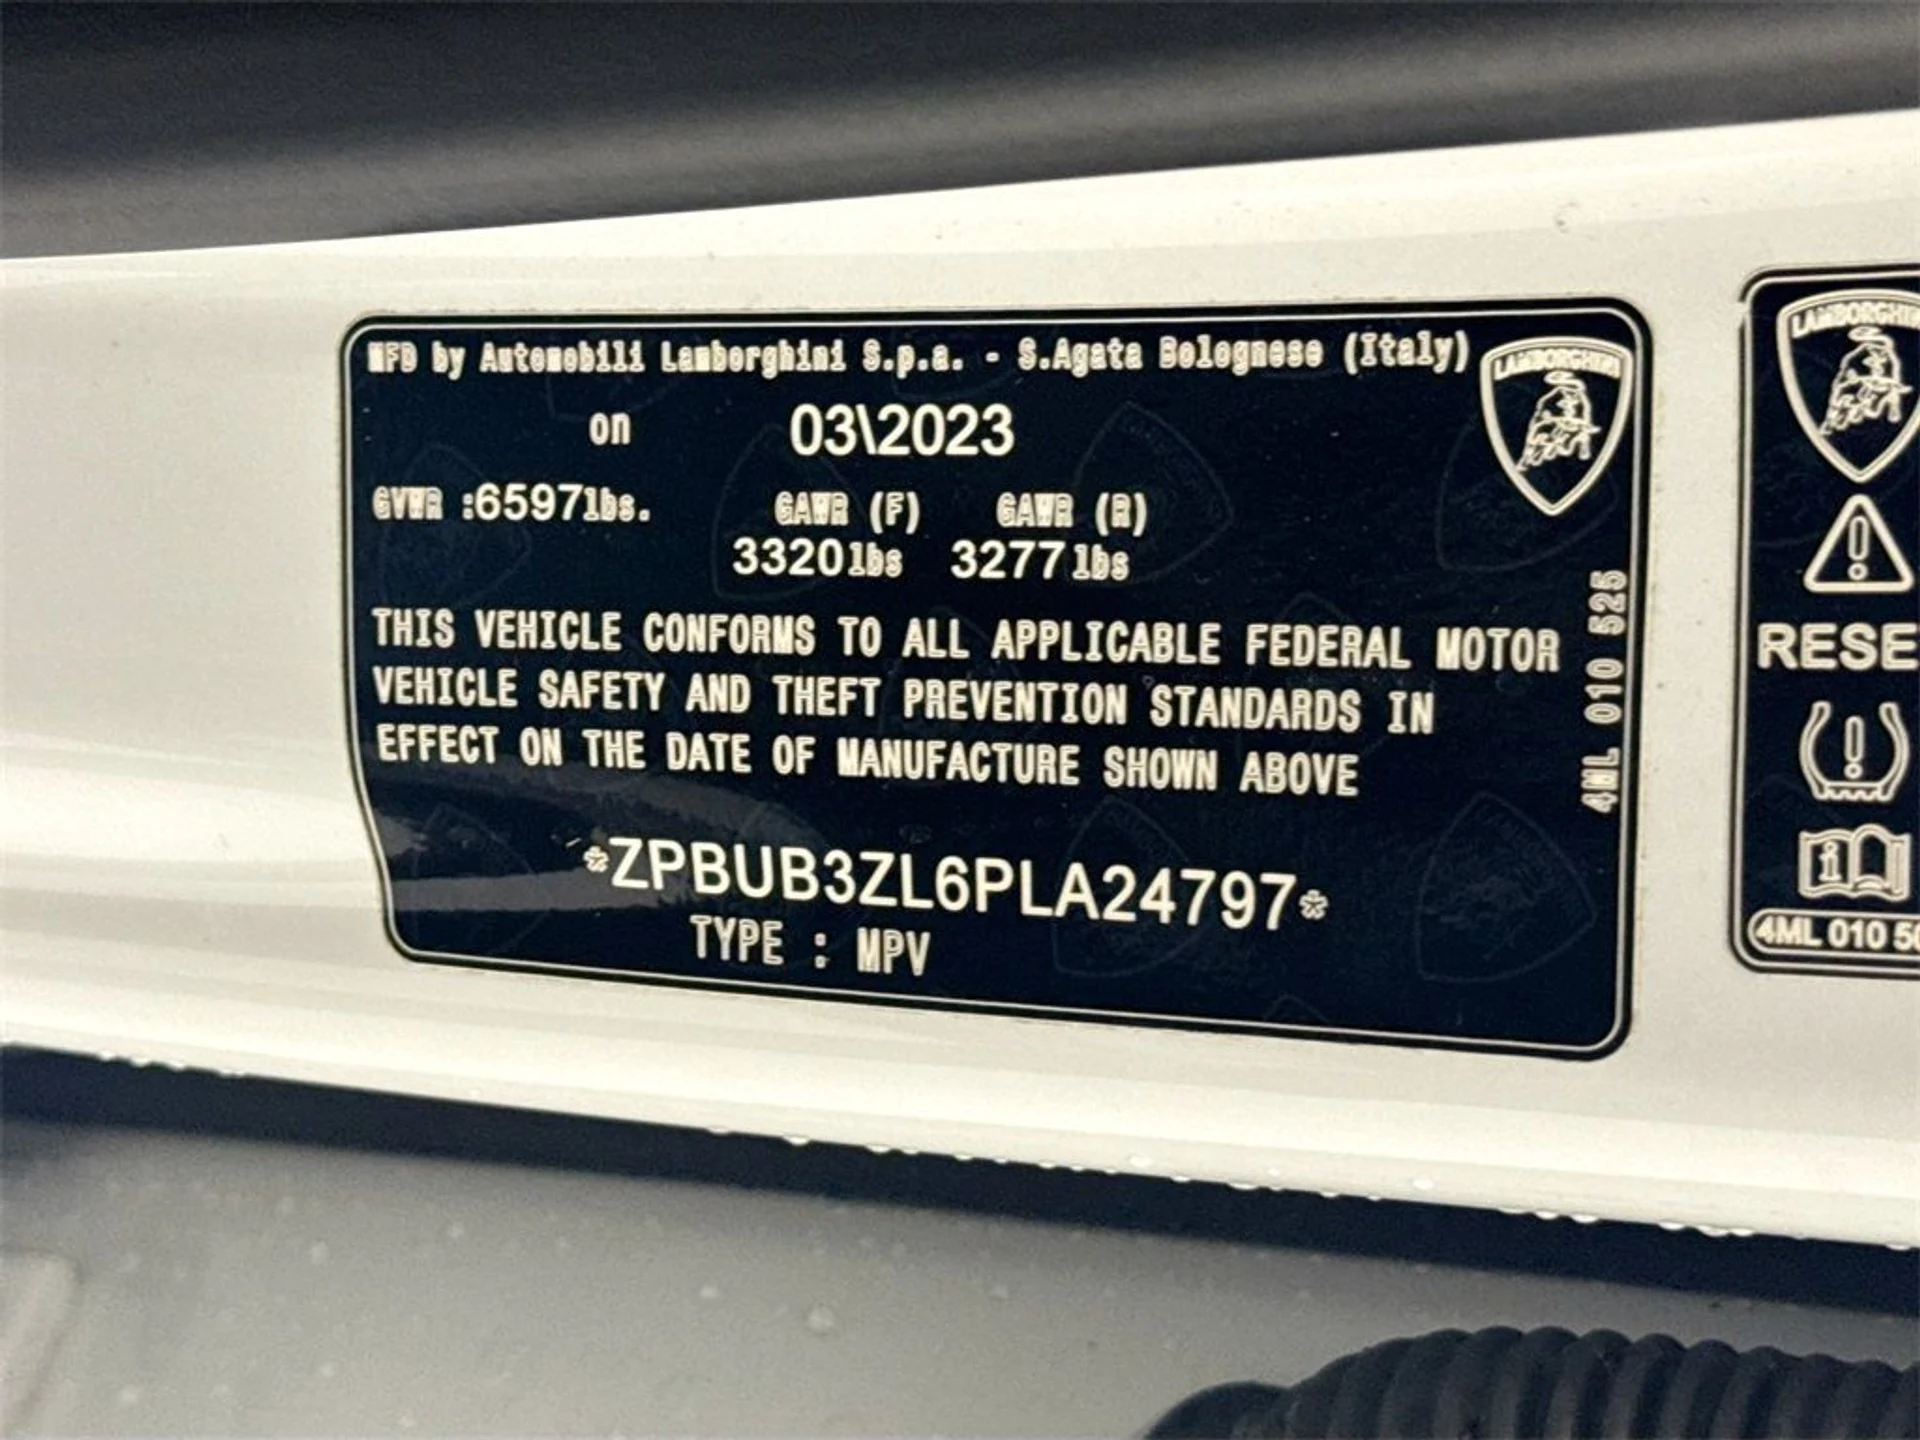 MFD by Automobili Lamborghini S.p.a. - S.Agata Bolognese (Italy)
LAMBORGHINI
on 03\2023
GVWR :6597lbs. GAWR (F) GAWR (R)
3320lbs 3277lbs
THIS VEHICLE CONFORMS TO ALL APPLICABLE FEDERAL MOTOR
VEHICLE SAFETY AND THEFT PREVENTION STANDARDS IN
EFFECT ON THE DATE OF MANUFACTURE SHOWN ABOVE
*ZPBUB3ZL6PLA24797*
TYPE : MPV
4ML 010 525
LAMBORGHINI
RESE
4ML 010 50